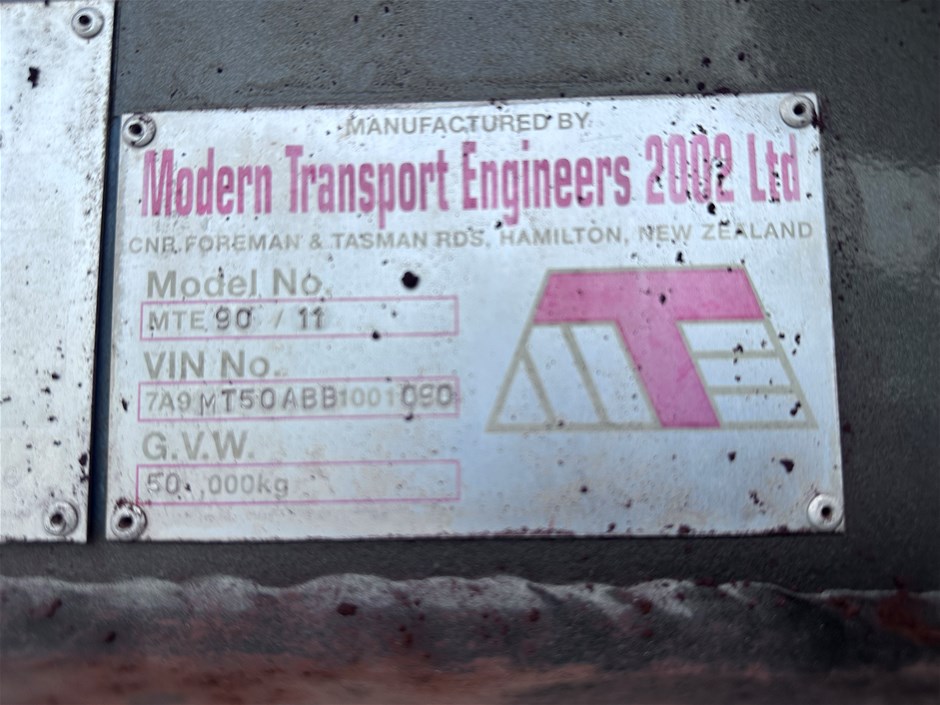 MANUFACTURED BY
Modern Transport Engineers 2002 Ltd
CNR FOREMAN & TASMAN RDS, HAMILTON, NEW ZEALAND
Model No.
MTE 90 / 11
VIN No.
7A9MT50ABB1001090
G.V.W.
50 ,000kg
MTE